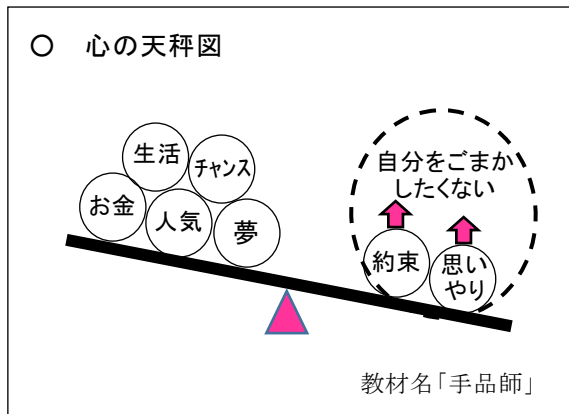 〇 心の天秤図
生活
チャンス
お金
人気
夢
自分をごまか
したくない
約束
思い
やり
教材名「手品師」